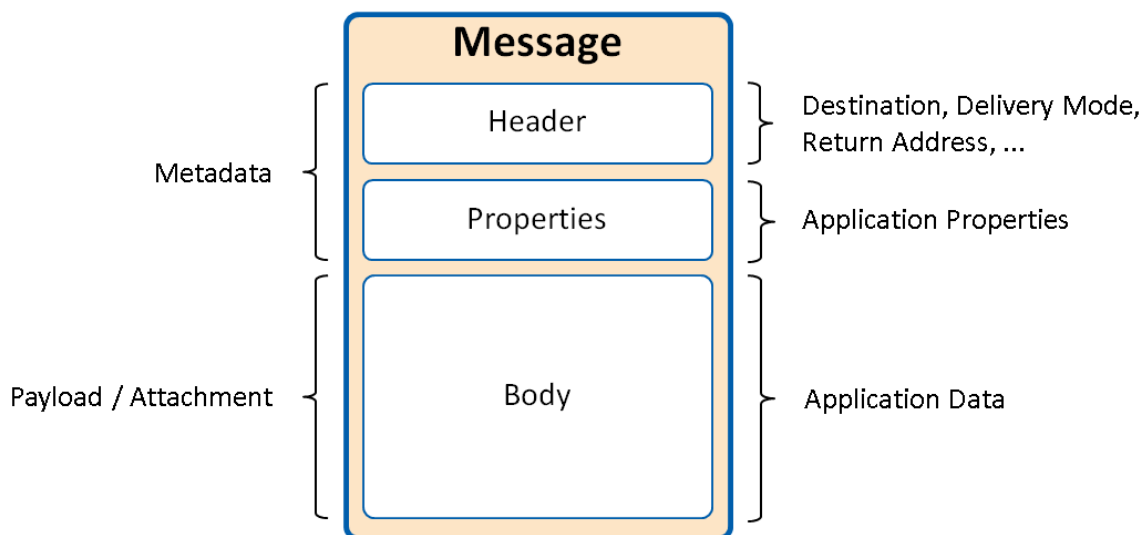 Message
Header
Destination, Delivery Mode,
Return Address, ...
Metadata
Properties
Application Properties
Payload / Attachment
Body
Application Data